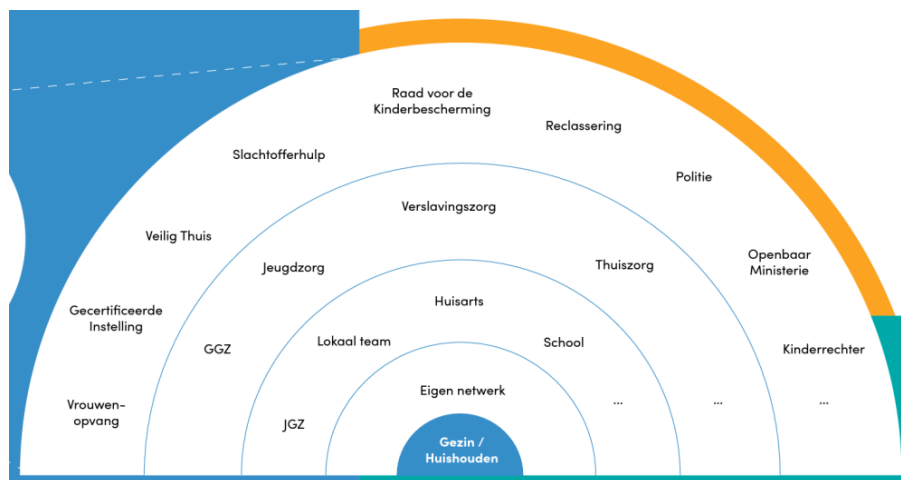 Raad voor de
Kinderbescherming
Reclassering
Slachtofferhulp
Politie
Verslavingszorg
Veilig Thuis
Jeugdzorg
Thuiszorg
Openbaar
Ministerie
Huisarts
Gecertificeerde
Instelling
Lokaal team
School
GGZ
Kinderrechter
Eigen netwerk
Vrouwen-
opvang
...
...
...
JGZ
Gezin /
Huishouden